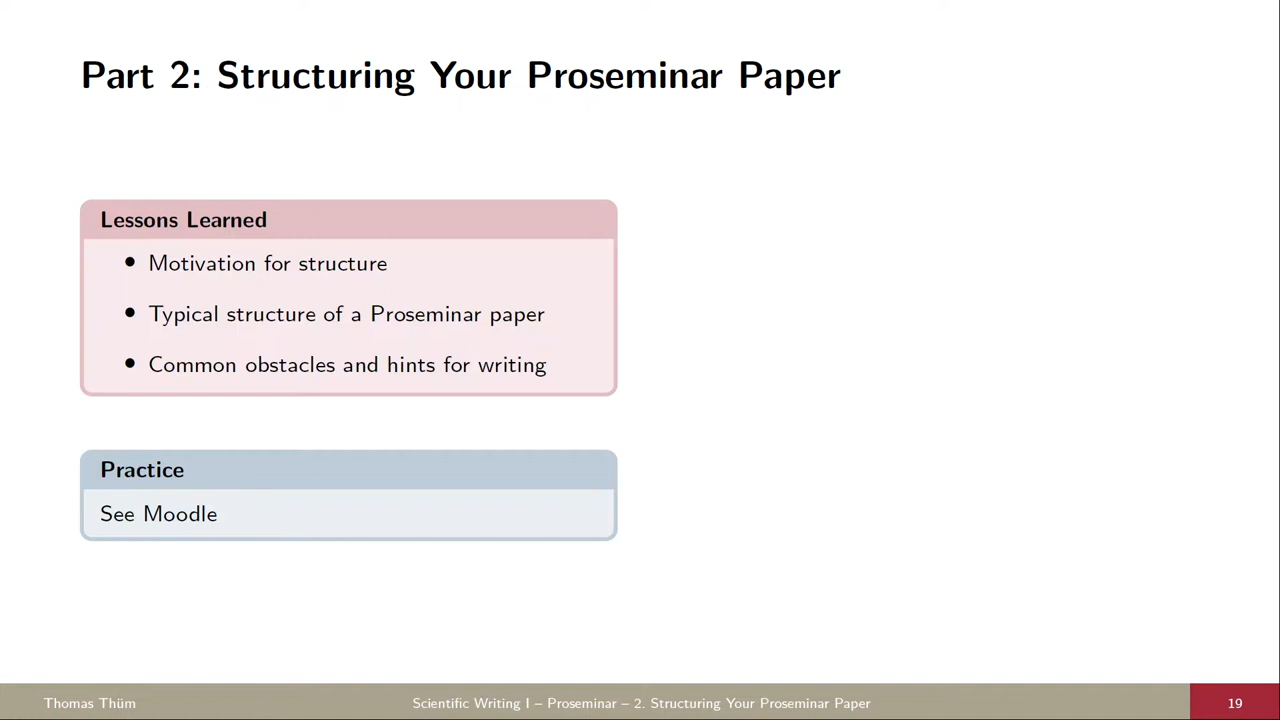 Part 2: Structuring Your Proseminar Paper
Lessons Learned
• Motivation for structure
• Typical structure of a Proseminar paper
• Common obstacles and hints for writing
Practice
See Moodle
Thomas Thüm
Scientific Writing I – Proseminar – 2. Structuring Your Proseminar Paper
19